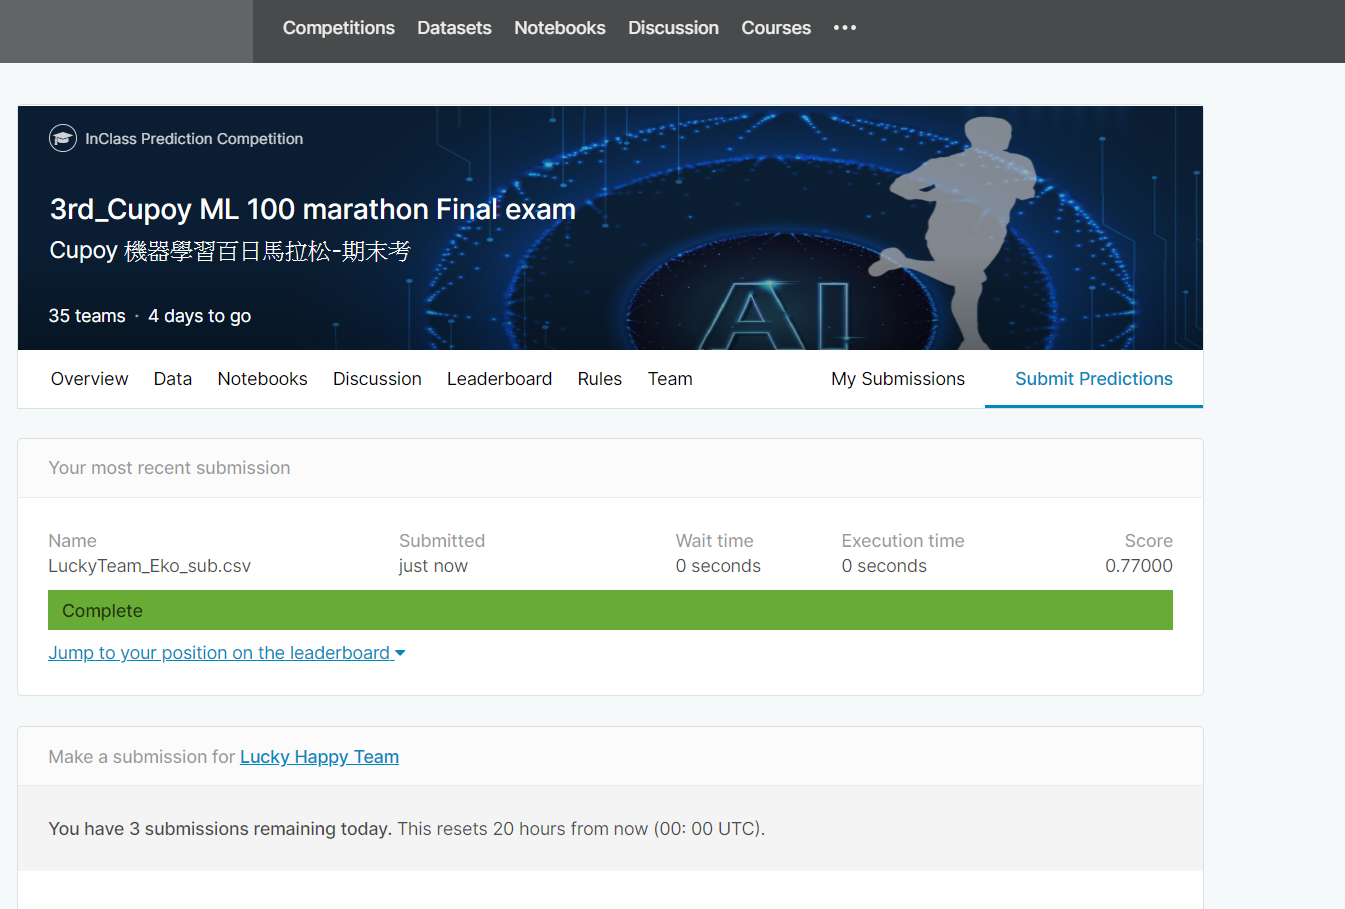 Competitions Datasets Notebooks Discussion Courses •••
InClass Prediction Competition
3rd_Cupoy ML 100 marathon Final exam
Cupoy 機器學習百日馬拉松-期末考
35 teams · 4 days to go
AI
Overview Data Notebooks Discussion Leaderboard Rules Team My Submissions Submit Predictions
Your most recent submission
Name Submitted Wait time Execution time Score
LuckyTeam_Eko_sub.csv just now 0 seconds 0 seconds 0.77000
Complete
Jump to your position on the leaderboard
Make a submission for Lucky Happy Team
You have 3 submissions remaining today. This resets 20 hours from now (00: 00 UTC).